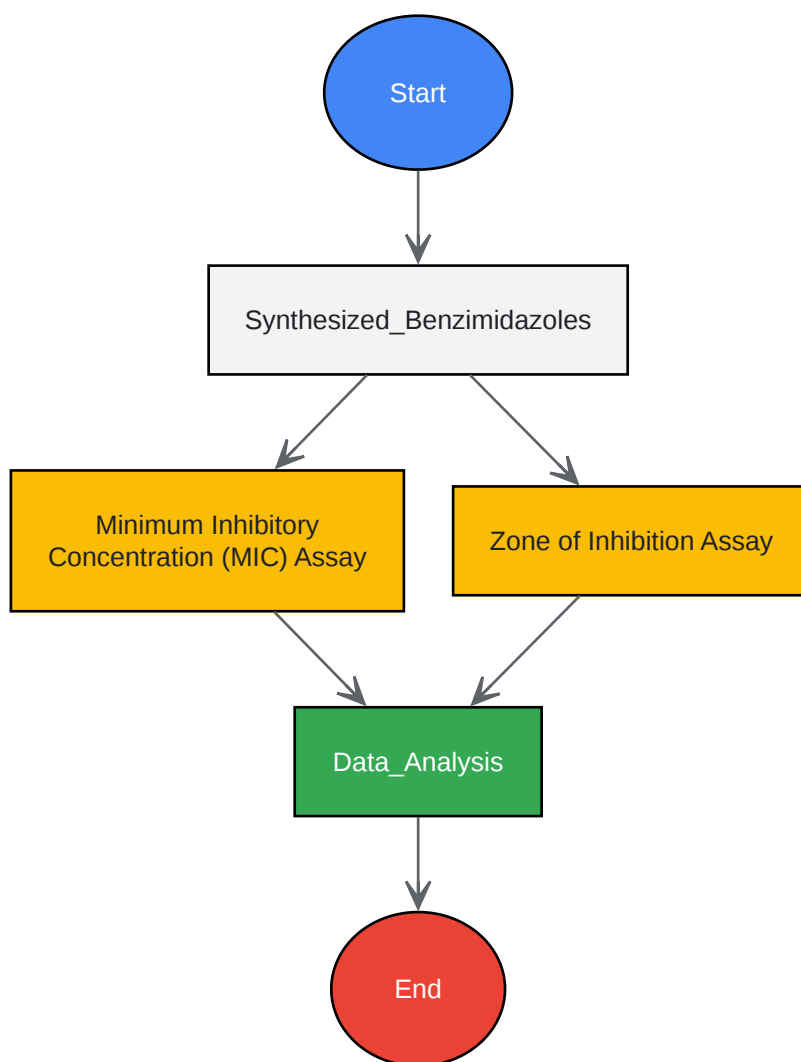 Start
Synthesized_Benzimidazoles
Minimum Inhibitory
Concentration (MIC) Assay
Zone of Inhibition Assay
Data_Analysis
End